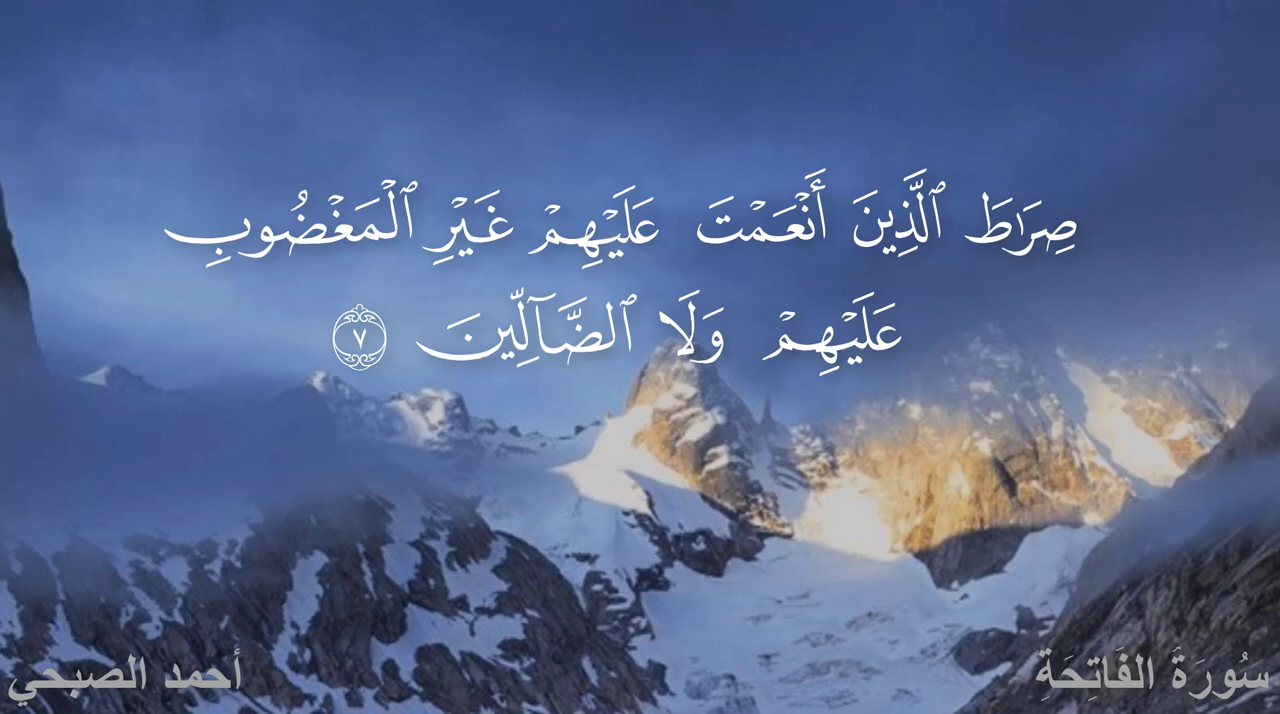 صِرَٰطَ ٱلَّذِينَ أَنْعَمْتَ عَلَيْهِمْ غَيْرِ ٱلْمَغْضُوبِ
عَلَيْهِمْ وَلَا ٱلضَّآلِّينَ ٧
سُورَةُ الفَاتِحَةِ
أحمد الصبحي